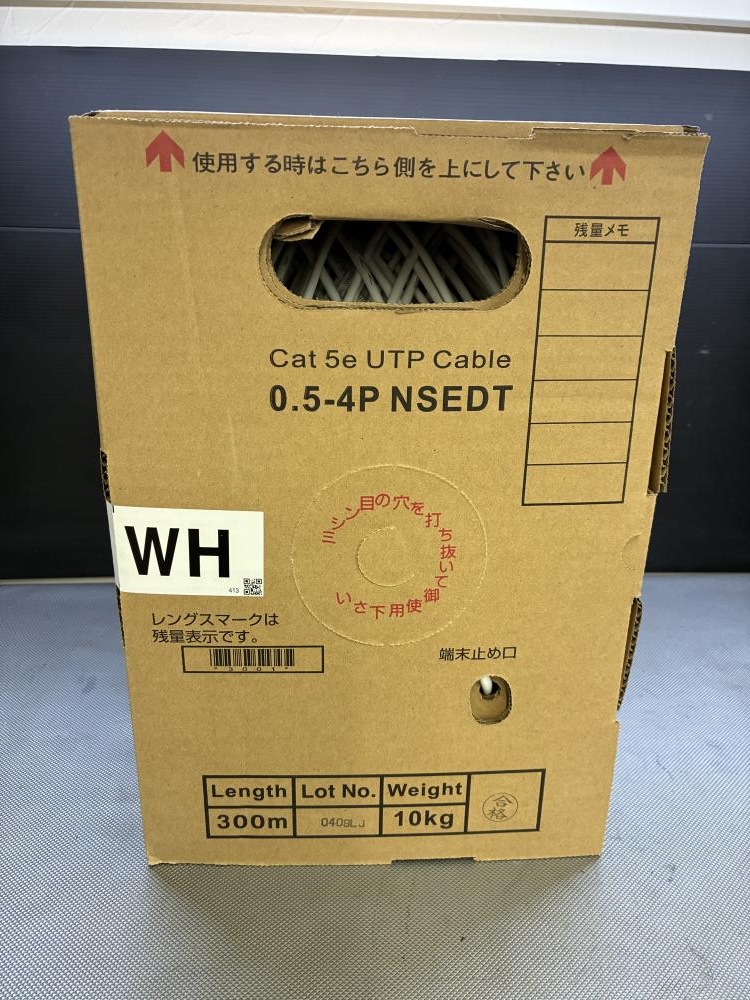 使用する時はこちら側を上にして下さい
残量メモ
Cat 5e UTP Cable
0.5-4P NSEDT
ミシン目の穴を打ち抜いて御使用下さい
WH
413
レングスマークは
残量表示です。
*3001*
端末止め口
Length Lot No. Weight
300m 0409LJ 10kg
合格